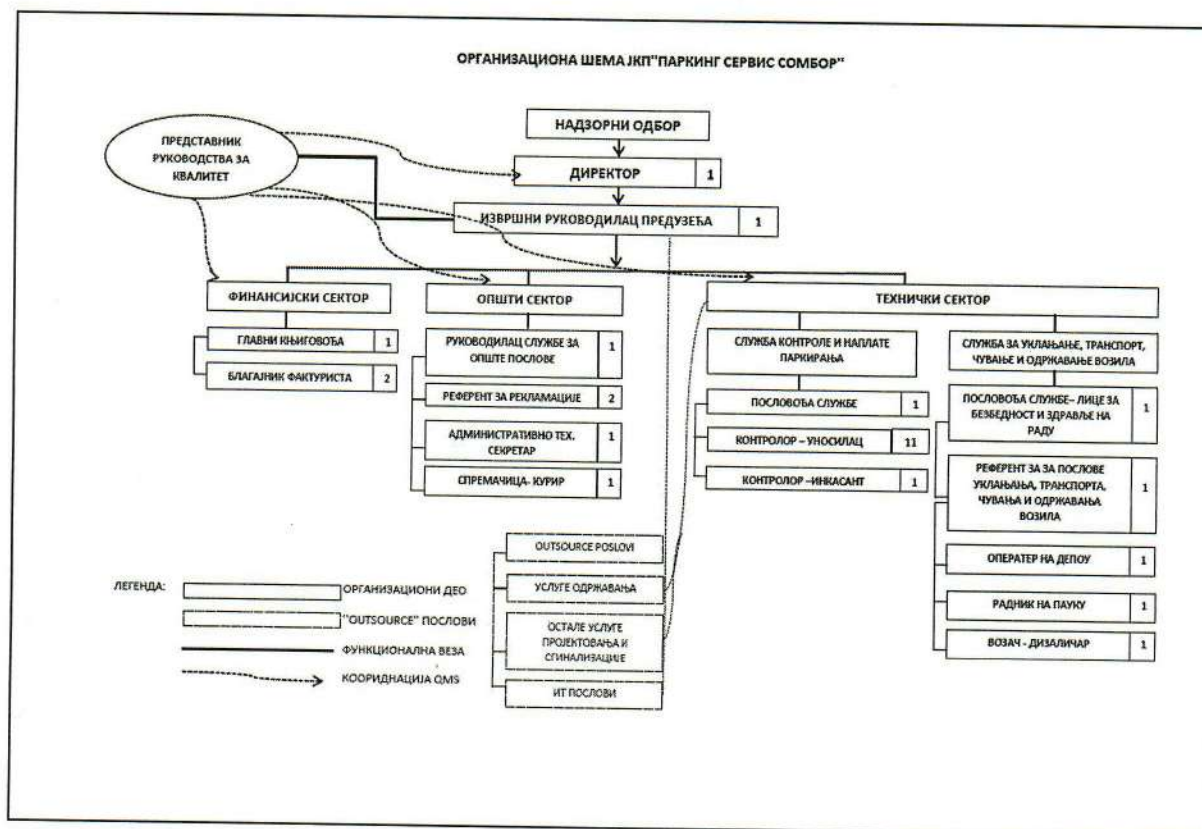 ОРГАНИЗАЦИОНА ШЕМА ЈКП"ПАРКИНГ СЕРВИС СОМБОР"
ПРЕДСТАВНИК
РУКОВОДСТВА ЗА
КВАЛИТЕТ
НАДЗОРНИ ОДБОР
ДИРЕКТОР 1
ИЗВРШНИ РУКОВОДИЛАЦ ПРЕДУЗЕЋА 1
ФИНАНСИЈСКИ СЕКТОР
ГЛАВНИ КЊИГОВОЂА 1
БЛАГАЈНИК ФАКТУРИСТА 2
ОПШТИ СЕКТОР
РУКОВОДИЛАЦ СЛУЖБЕ ЗА
ОПШТЕ ПОСЛОВЕ 1
РЕФЕРЕНТ ЗА РЕКЛАМАЦИЈЕ 2
АДМИНИСТРАТИВНО ТЕХ.
СЕКРЕТАР 1
СПРЕМАЧИЦА- КУРИР 1
ТЕХНИЧКИ СЕКТОР
СЛУЖБА КОНТРОЛЕ И НАПЛАТЕ
ПАРКИРАЊА
ПОСЛОВОЂА СЛУЖБЕ 1
КОНТРОЛОР – УНОСИЛАЦ 11
КОНТРОЛОР –ИНКАСАНТ 1
СЛУЖБА ЗА УКЛАЊАЊЕ, ТРАНСПОРТ,
ЧУВАЊЕ И ОДРЖАВАЊЕ ВОЗИЛА
ПОСЛОВОЂА СЛУЖБЕ– ЛИЦЕ ЗА
БЕЗБЕДНОСТ И ЗДРАВЉЕ НА
РАДУ 1
РЕФЕРЕНТ ЗА ЗА ПОСЛОВЕ
УКЛАЊАЊА, ТРАНСПОРТА,
ЧУВАЊА И ОДРЖАВАЊА
ВОЗИЛА 1
ОПЕРАТЕР НА ДЕПОУ 1
РАДНИК НА ПАУКУ 1
ВОЗАЧ - ДИЗАЛИЧАР 1
OUTSOURCE POSLOVI
УСЛУГЕ ОДРЖАВАЊА
ОСТАЛЕ УСЛУГЕ
ПРОЈЕКТОВАЊА И
СГИНАЛИЗАЦИЈЕ
ИТ ПОСЛОВИ
ЛЕГЕНДА:
ОРГАНИЗАЦИОНИ ДЕО
"OUTSOURCE" ПОСЛОВИ
ФУНКЦИОНАЛНА ВЕЗА
КООРИДНАЦИЈА QMS